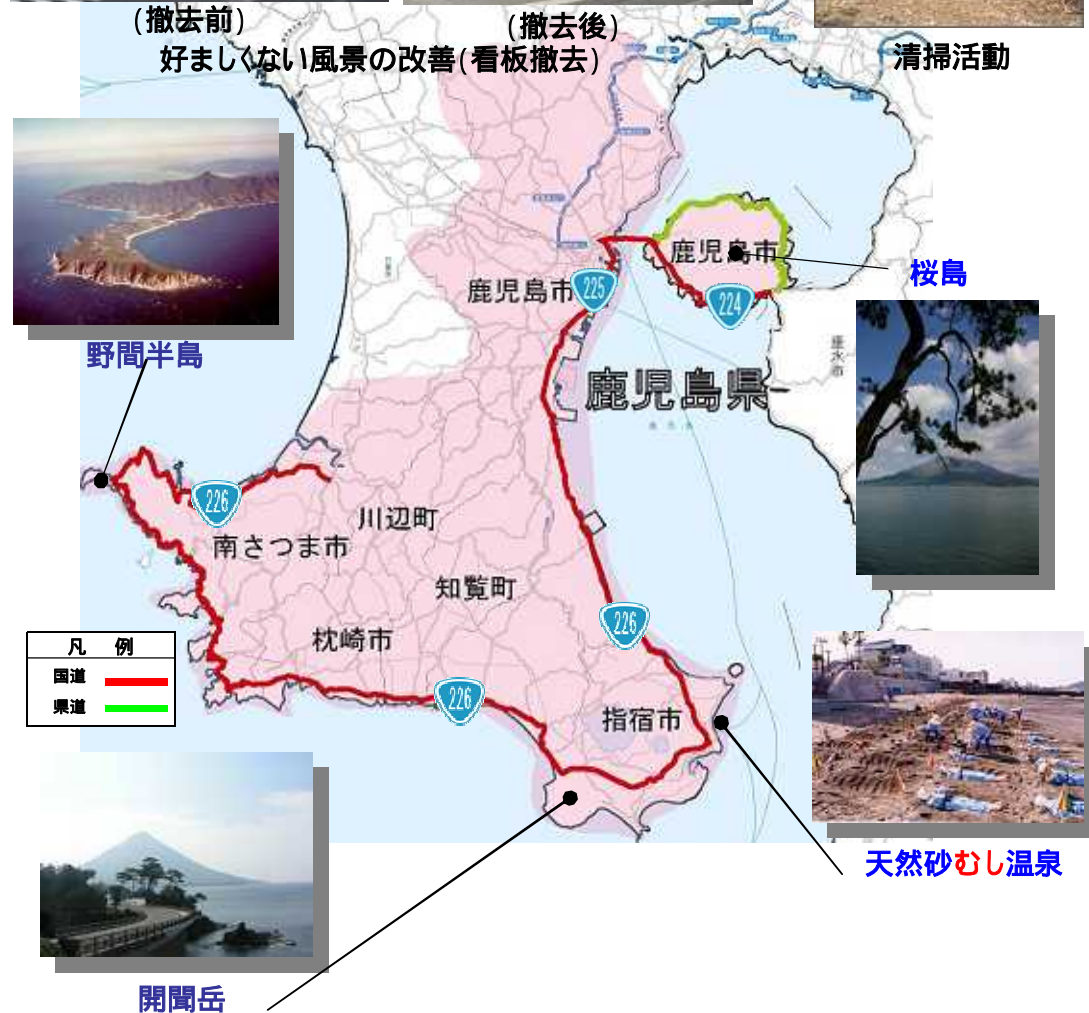 (撤去前)
(撤去後)
好ましくない風景の改善(看板撤去)
清掃活動
鹿児島市
桜島
鹿児島市
225
224
野間半島
鹿児島県
垂水市
226
川辺町
南さつま市
知覧町
226
枕崎市
凡 例
国道
県道
226
指宿市
天然砂むし温泉
開聞岳